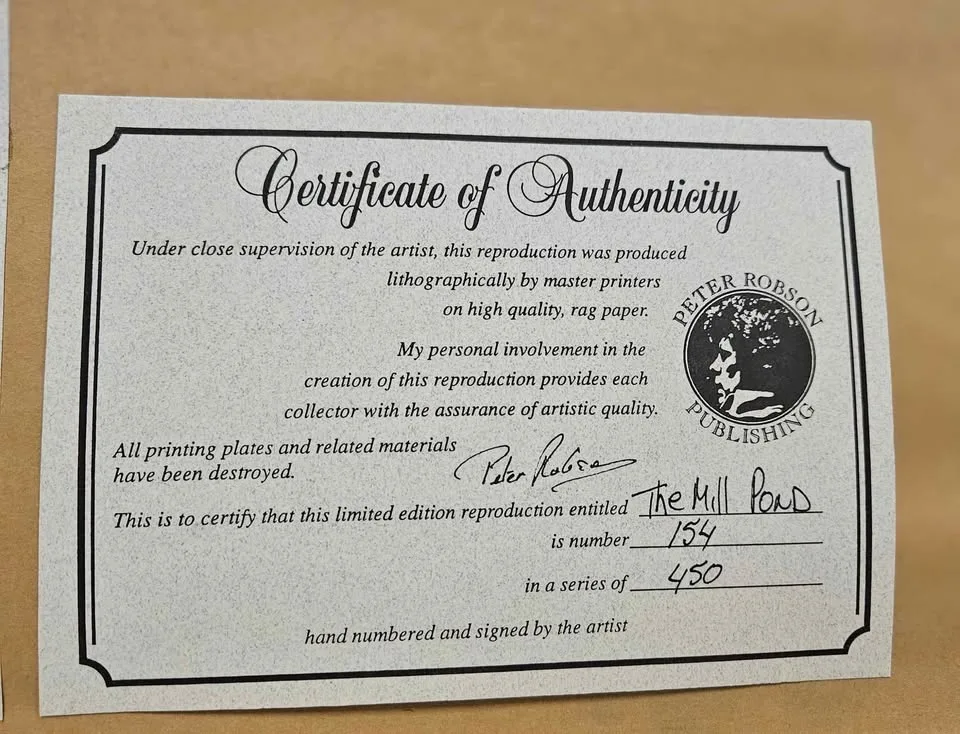 Certificate of Authenticity
Under close supervision of the artist, this reproduction was produced
lithographically by master printers
on high quality, rag paper.
PETER ROBSON
PUBLISHING
My personal involvement in the
creation of this reproduction provides each
collector with the assurance of artistic quality.
All printing plates and related materials
have been destroyed.
Peter Robson
This is to certify that this limited edition reproduction entitled The Mill POND
is number 154
in a series of 450
hand numbered and signed by the artist